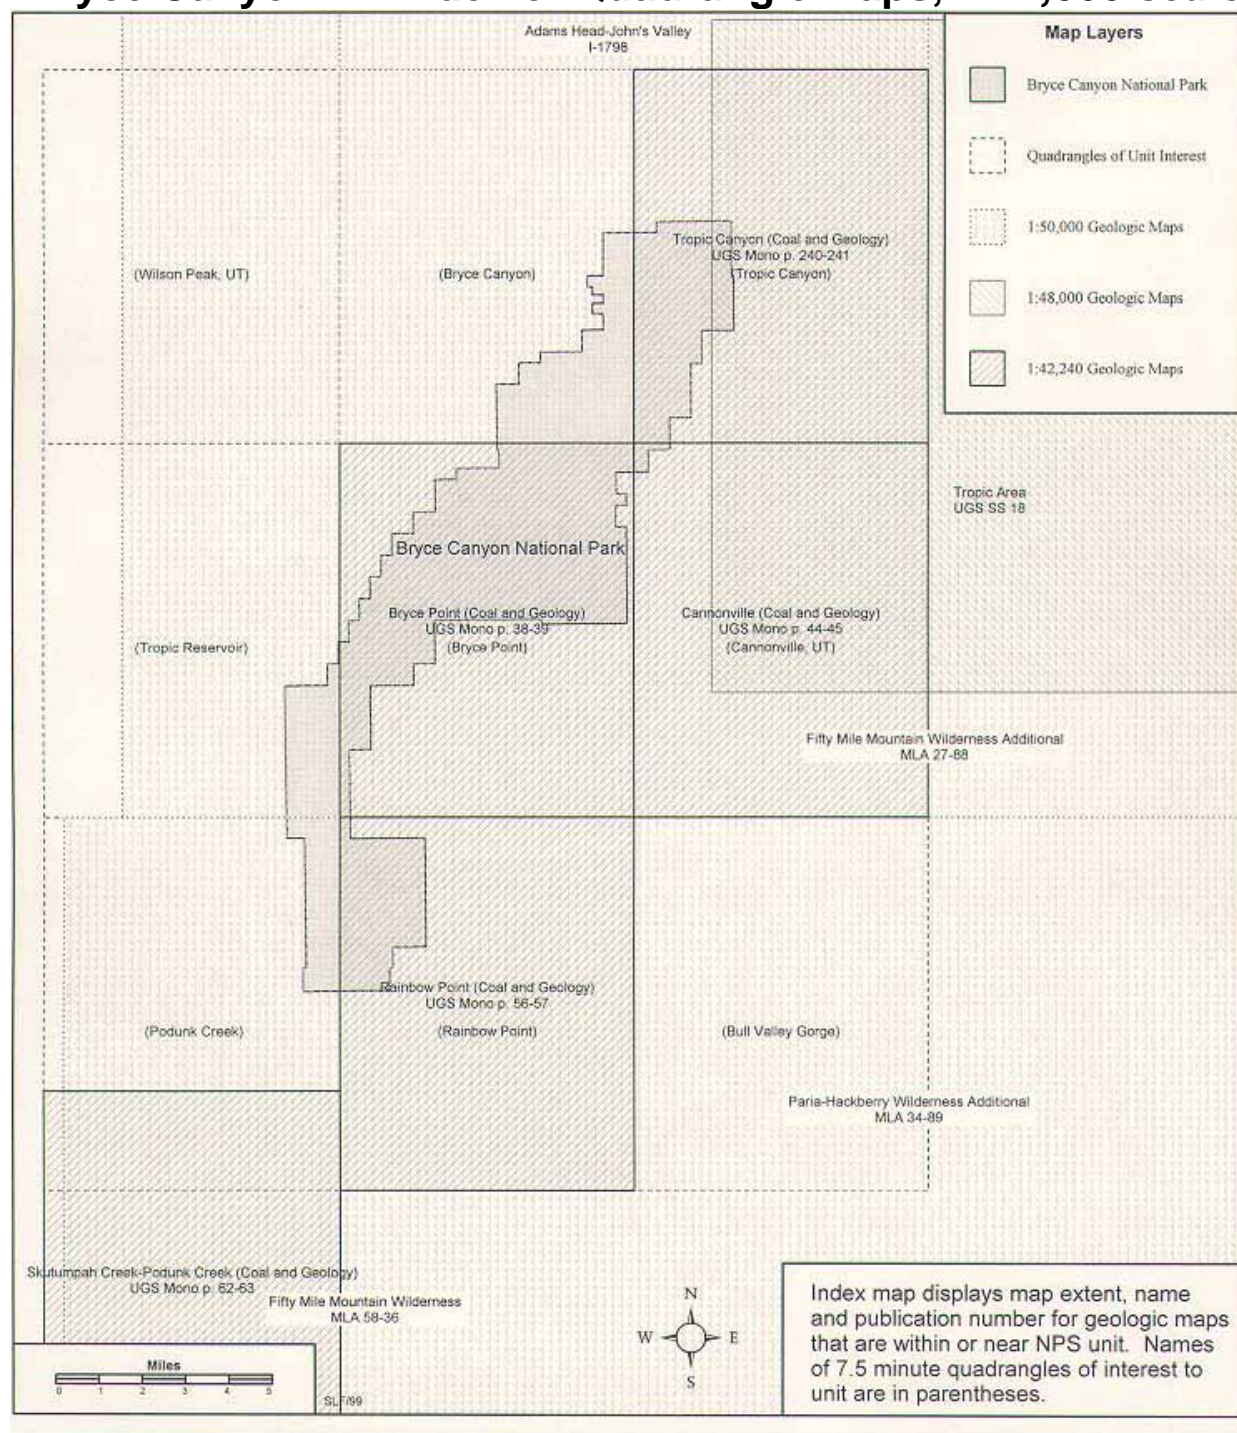 Adams Head-John's Valley
I-1798
Map Layers
Bryce Canyon National Park
Quadrangles of Unit Interest
1:50,000 Geologic Maps
1:48,000 Geologic Maps
1:42,240 Geologic Maps
(Wilson Peak, UT)
(Bryce Canyon)
Tropic Canyon (Coal and Geology)
UGS Mono p. 240-241
(Tropic Canyon)
Tropic Area
UGS SS 18
Bryce Canyon National Park
(Tropic Reservoir)
Bryce Point (Coal and Geology)
UGS Mono p. 38-39
(Bryce Point)
Cannonville (Coal and Geology)
UGS Mono p. 44-45
(Cannonville, UT)
Fifty Mile Mountain Wilderness Additional
MLA 27-88
(Podunk Creek)
Rainbow Point (Coal and Geology)
UGS Mono p. 56-57
(Rainbow Point)
(Bull Valley Gorge)
Paria-Hackberry Wilderness Additional
MLA 34-89
Skutumpah Creek-Podunk Creek (Coal and Geology)
UGS Mono p. 62-63
Fifty Mile Mountain Wilderness
MLA 58-36
Miles
0 1 2 3 4 5
SLF/99
N
W E
S
Index map displays map extent, name
and publication number for geologic maps
that are within or near NPS unit. Names
of 7.5 minute quadrangles of interest to
unit are in parentheses.